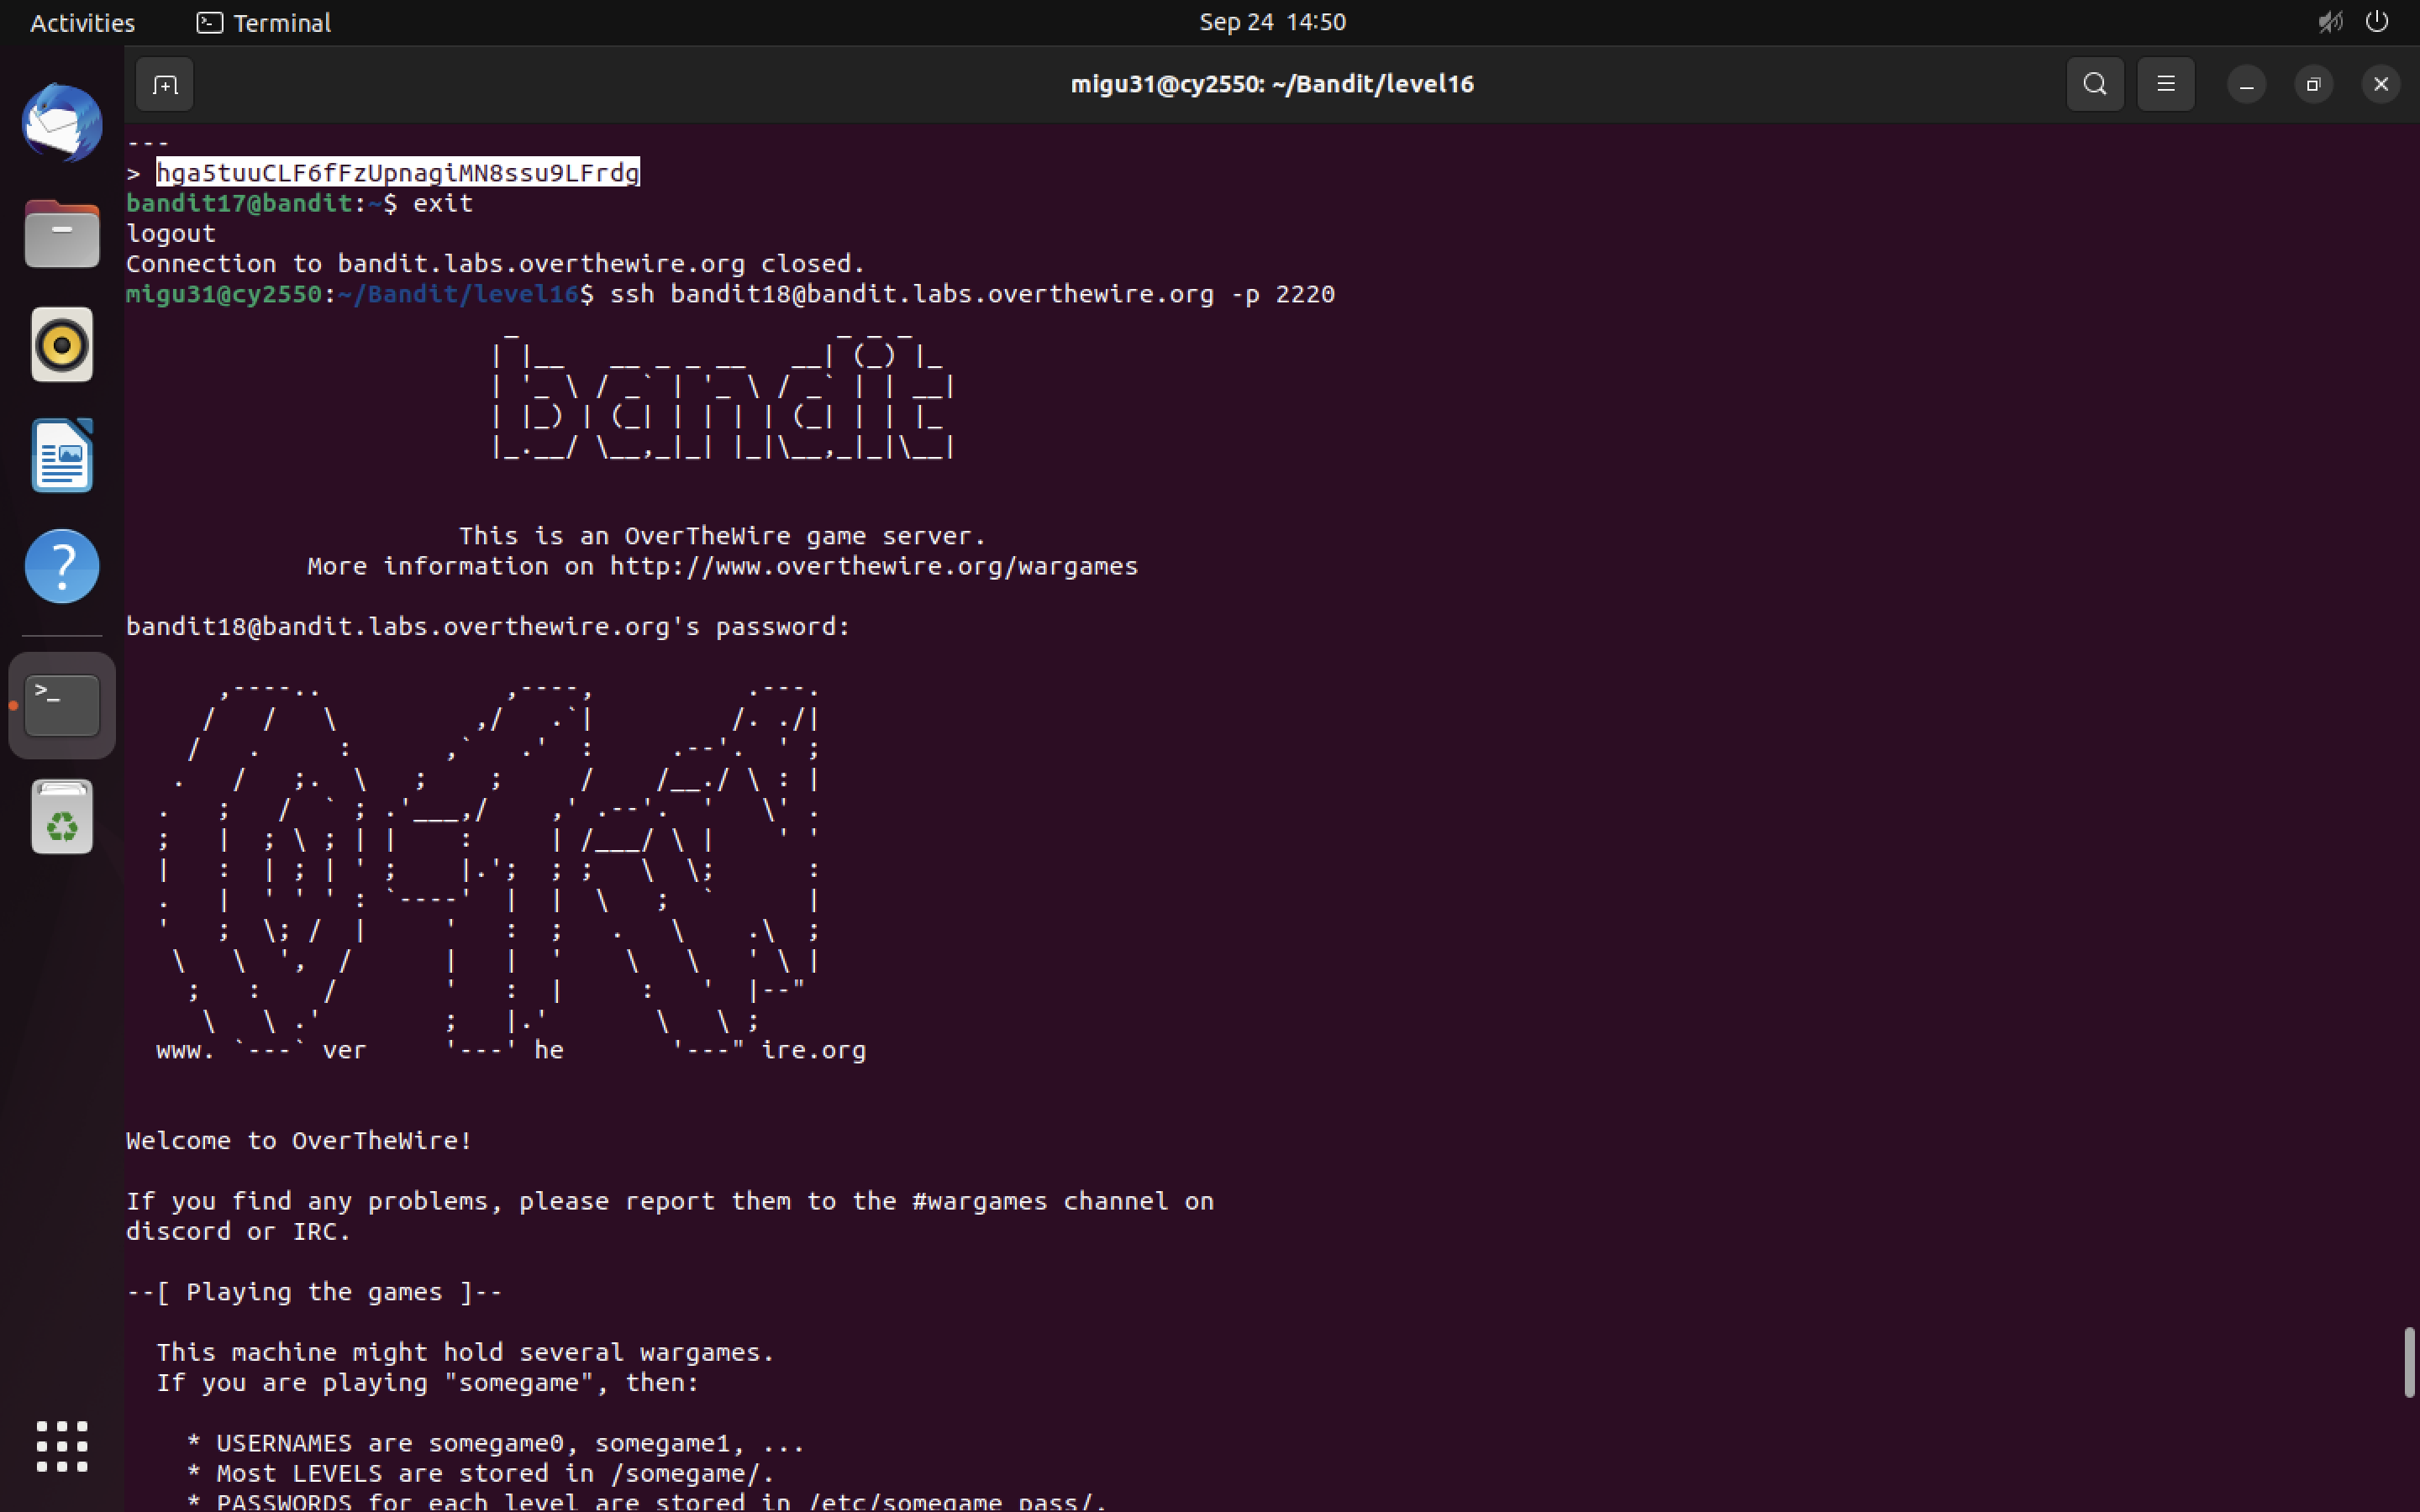 Activities
Terminal
Sep 24 14:50
migu31@cy2550: ~/Bandit/level16
---
> hga5tuuCLF6fFzUpnagiMN8ssu9LFrdg
bandit17@bandit:~$ exit
logout
Connection to bandit.labs.overthewire.org closed.
migu31@cy2550:~/Bandit/level16$ ssh bandit18@bandit.labs.overthewire.org -p 2220
bandit
This is an OverTheWire game server.
More information on http://www.overthewire.org/wargames
bandit18@bandit.labs.overthewire.org's password:
www. `---` ver '---' he '---" ire.org
Welcome to OverTheWire!
If you find any problems, please report them to the #wargames channel on
discord or IRC.
--[ Playing the games ]--
This machine might hold several wargames.
If you are playing "somegame", then:
* USERNAMES are somegame0, somegame1, ...
* Most LEVELS are stored in /somegame/.
* PASSWORDS for each level are stored in /etc/somegame_pass/.